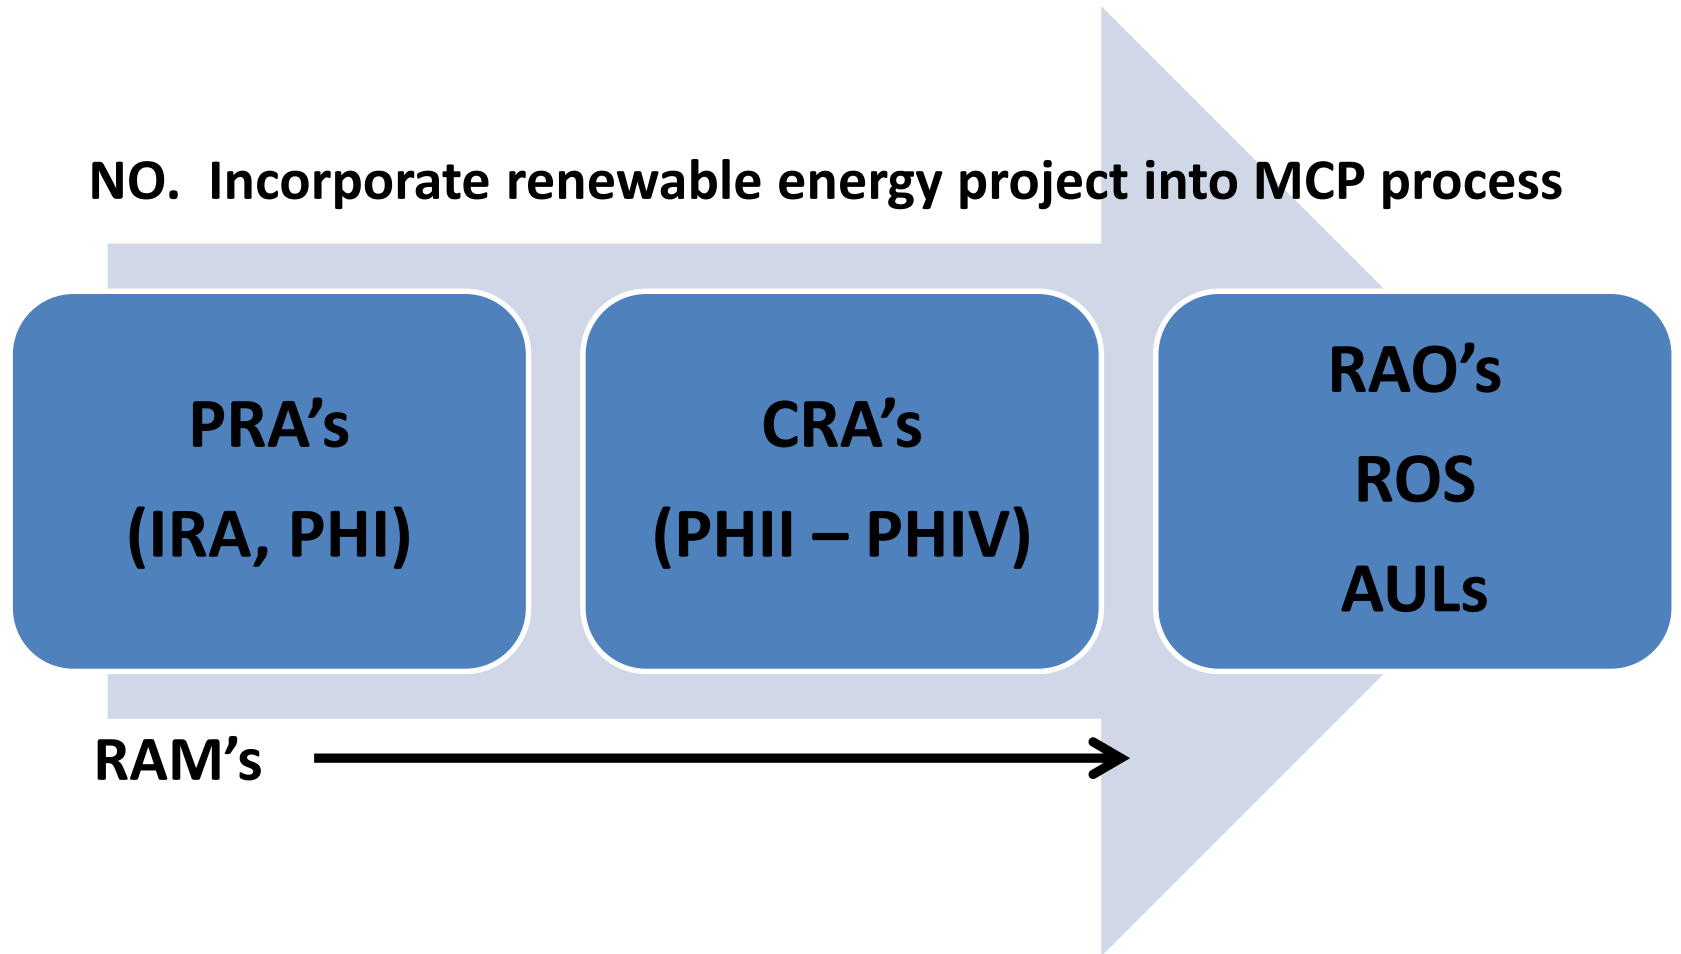 NO.  Incorporate renewable energy project into MCP process
PRA’s
(IRA, PHI)
CRA’s
(PHII – PHIV)
RAO’s
ROS
AULs
RAM’s